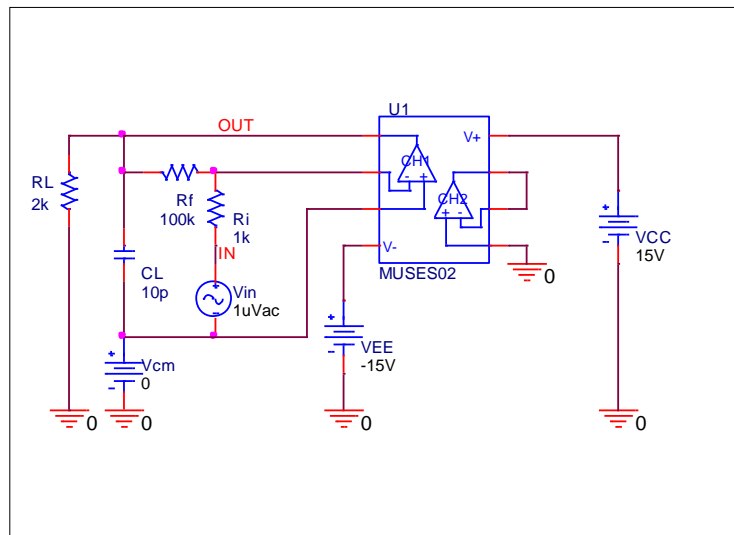 U1
OUT
V+
CH1
- +
RL
2k
Rf
100k
Ri
1k
CH2
+ -
IN
V-
MUSES02
VCC
15V
CL
10p
+
Vin
-
1uVac
0
+
Vcm
-
0
+
VEE
-
-15V
+
-
0
0
0
0